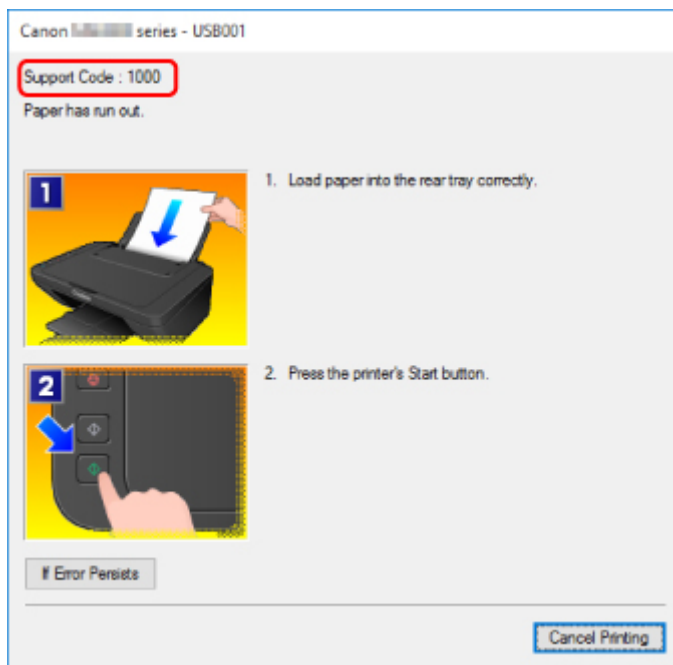 Canon series - USB001
Support Code : 1000
Paper has run out.
1
1. Load paper into the rear tray correctly.
2
2. Press the printer's Start button.
If Error Persists
Cancel Printing